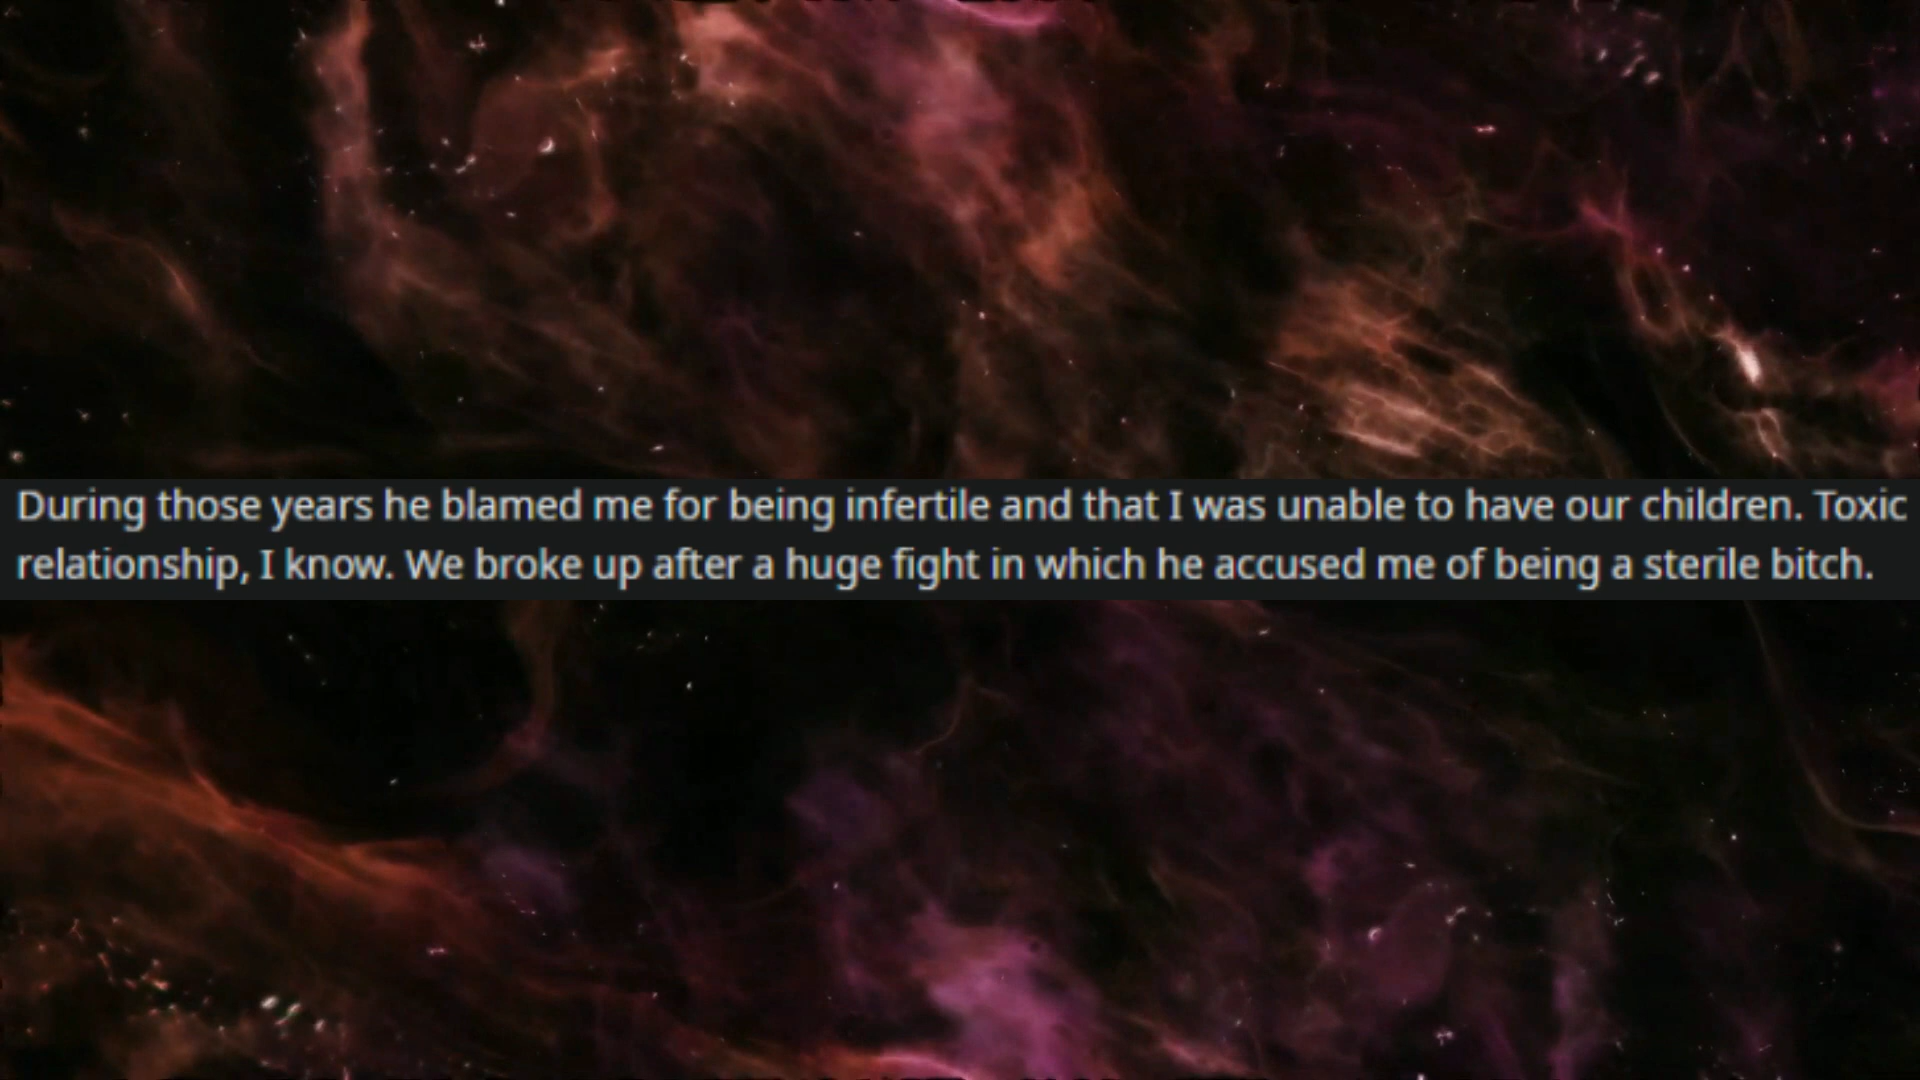 During those years he blamed me for being infertile and that I was unable to have our children. Toxic
relationship, I know. We broke up after a huge fight in which he accused me of being a sterile bitch.